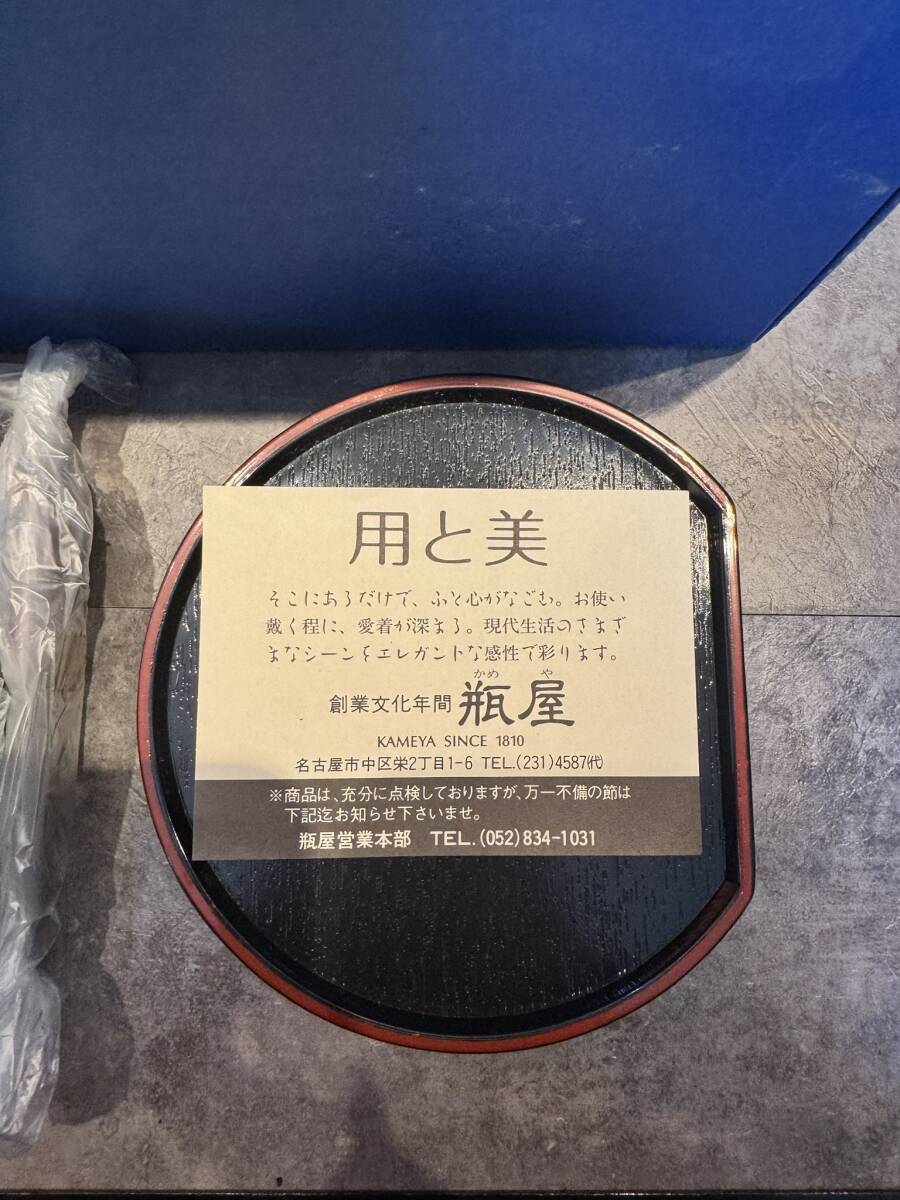 用と美
そこにあるだけで、ふと心がなごむ。お使い
戴く程に、愛着が深まる。現代生活のさまざ
まなシーンをエレガントな感性で彩ります。
かめ や
創業文化年間 瓶屋
KAMEYA SINCE 1810
名古屋市中区栄2丁目1-6 TEL.(231)4587㈹
※商品は、充分に点検しておりますが、万一不備の節は
下記迄お知らせ下さいませ。
瓶屋営業本部 TEL.(052)834-1031